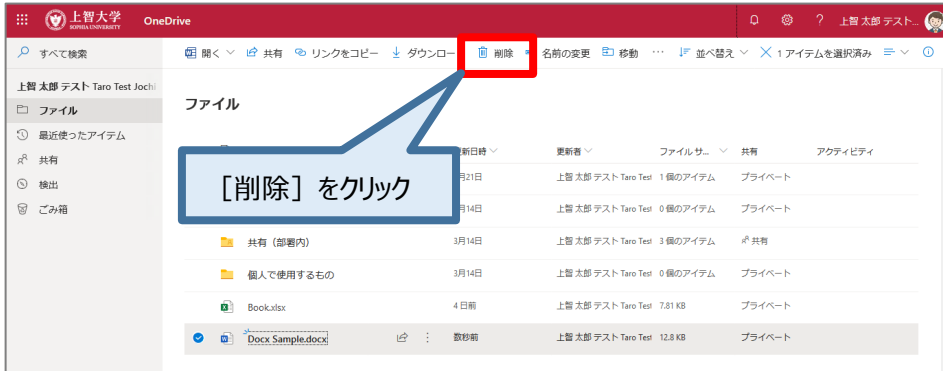 上智大学 SOPHIA UNIVERSITY OneDrive ? 上智 太郎 テスト...
すべて検索 開く 共有 リンクをコピー ダウンロー 削除 名前の変更 移動 … 並べ替え 1 アイテムを選択済み
上智 太郎 テスト Taro Test Jochi
ファイル
ファイル
最近使ったアイテム
共有
検出
ごみ箱
更新日時 更新者 ファイル サ... 共有 アクティビティ
[削除] をクリック
月21日 上智 太郎 テスト Taro Test 1 個のアイテム プライベート
月14日 上智 太郎 テスト Taro Test 0 個のアイテム プライベート
共有（部署内） 3月14日 上智 太郎 テスト Taro Test 3 個のアイテム 共有
個人で使用するもの 3月14日 上智 太郎 テスト Taro Test 0 個のアイテム プライベート
Book.xlsx 4 日前 上智 太郎 テスト Taro Test 7.81 KB プライベート
Docx Sample.docx 数秒前 上智 太郎 テスト Taro Test 12.8 KB プライベート